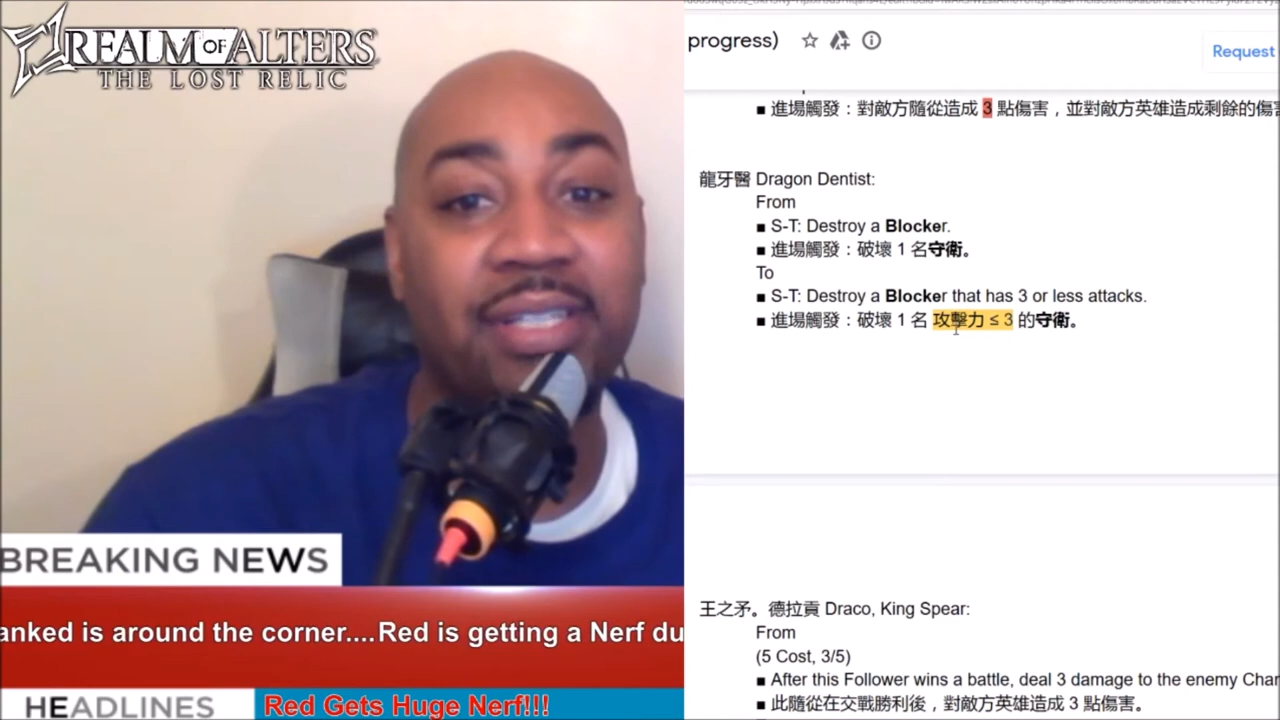 REALM OF ALTERS
THE LOST RELIC
progress)
Request
■ 進場觸發：對敵方隨從造成 3 點傷害，並對敵方英雄造成剩餘的傷害
龍牙醫 Dragon Dentist:
From
■ S-T: Destroy a Blocker.
■ 進場觸發：破壞 1 名守衛。
To
■ S-T: Destroy a Blocker that has 3 or less attacks.
■ 進場觸發：破壞 1 名 攻擊力 ≤ 3 的守衛。
王之矛。德拉貢 Draco, King Spear:
From
(5 Cost, 3/5)
■ After this Follower wins a battle, deal 3 damage to the enemy Char
■ 此隨從在交戰勝利後，對敵方英雄造成 3 點傷害。
BREAKING NEWS
anked is around the corner....Red is getting a Nerf du
HEADLINES
Red Gets Huge Nerf!!!